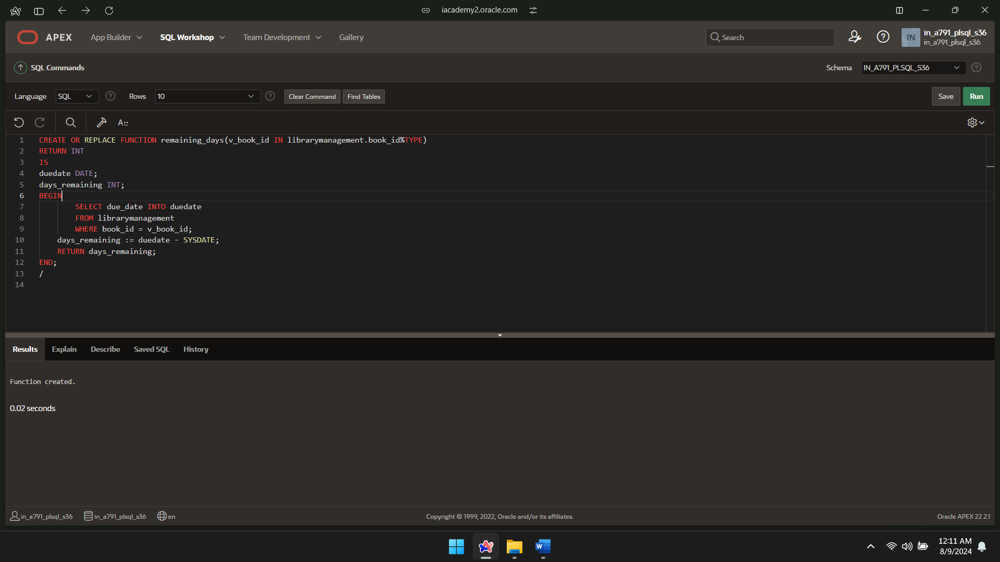 iacademy2.oracle.com
APEX App Builder SQL Workshop Team Development Gallery Search IN in_a791_plsql_s36
in_a791_plsql_s36
SQL Commands Schema IN_A791_PLSQL_S36
Language SQL Rows 10 Clear Command Find Tables Save Run
1 CREATE OR REPLACE FUNCTION remaining_days(v_book_id IN librarymanagement.book_id%TYPE)
2 RETURN INT
3 IS
4 duedate DATE;
5 days_remaining INT;
6 BEGIN
7 SELECT due_date INTO duedate
8 FROM librarymanagement
9 WHERE book_id = v_book_id;
10 days_remaining := duedate - SYSDATE;
11 RETURN days_remaining;
12 END;
13 /
14
Results Explain Describe Saved SQL History
Function created.
0.02 seconds
in_a791_plsql_s36 in_a791_plsql_s36 en Copyright © 1999, 2022, Oracle and/or its affiliates. Oracle APEX 22.2.1
12:11 AM
8/9/2024